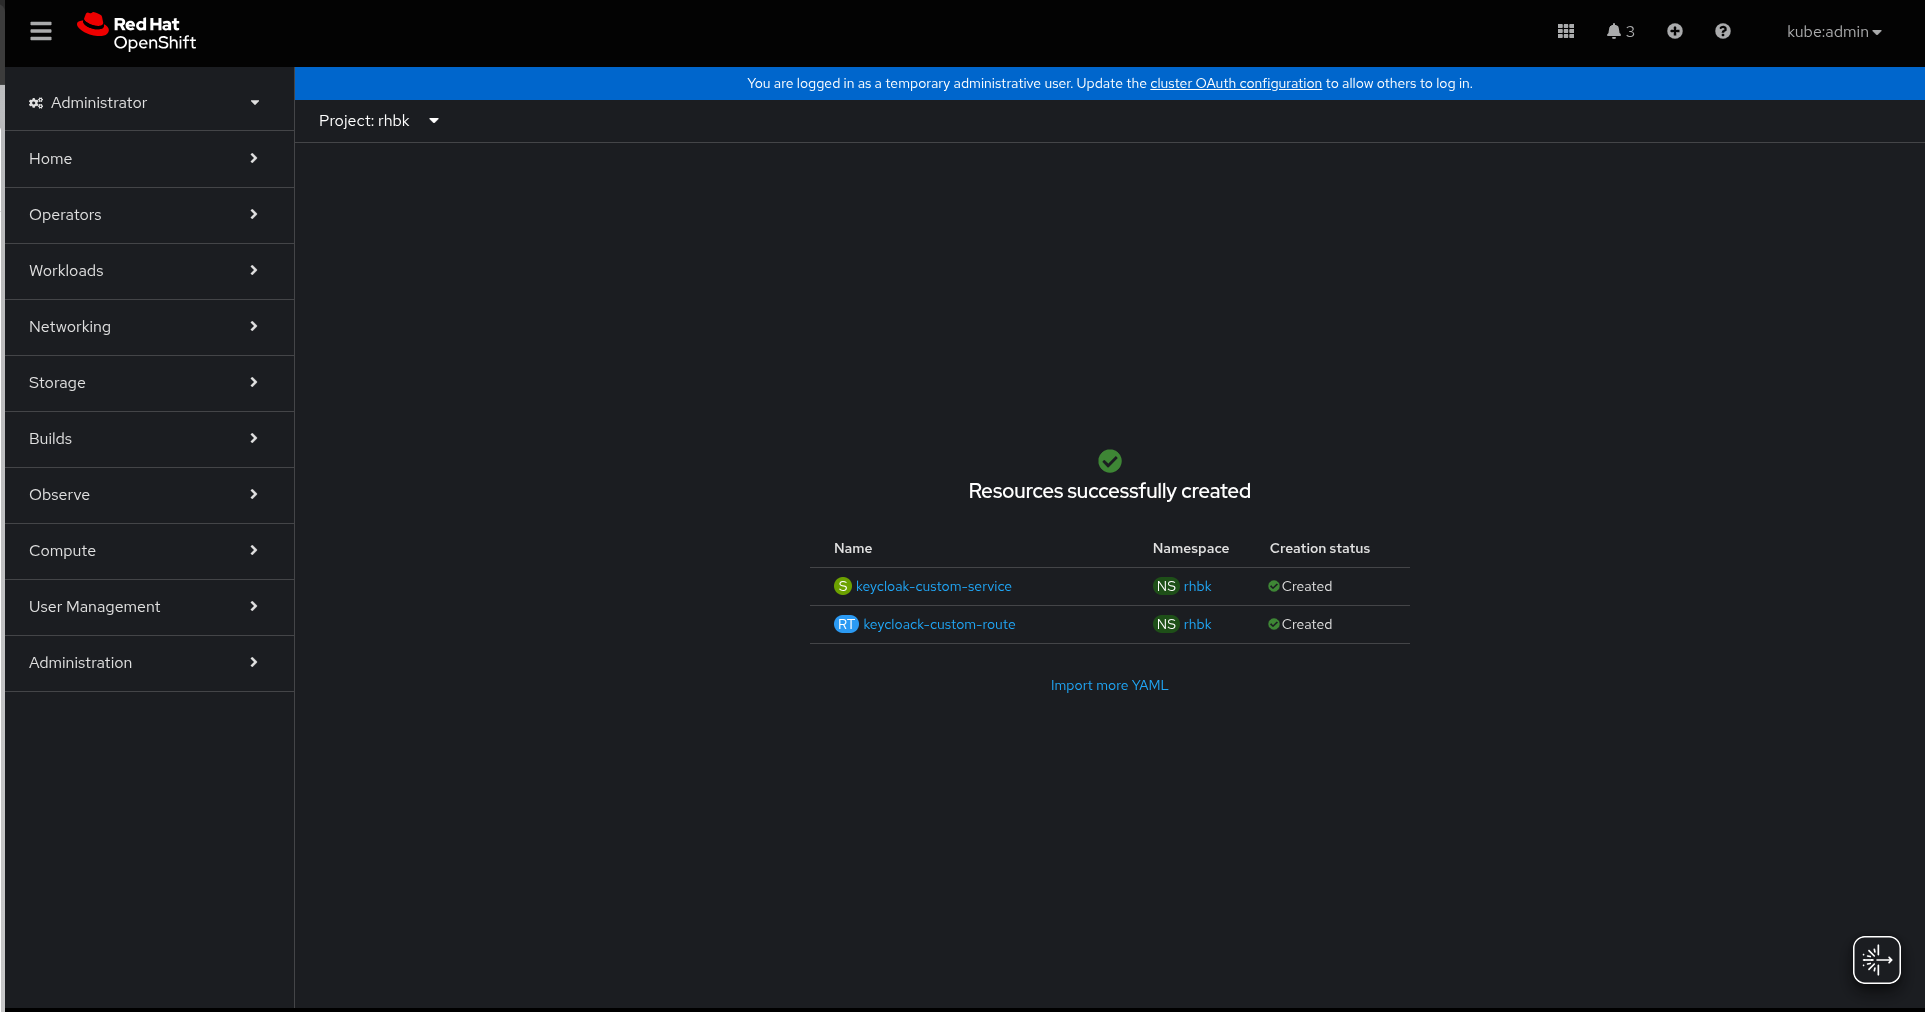 Red Hat
OpenShift
3
kube:admin
You are logged in as a temporary administrative user. Update the cluster OAuth configuration to allow others to log in.
Administrator
Project: rhbk
Home
Operators
Workloads
Networking
Storage
Builds
Observe
Compute
User Management
Administration
Resources successfully created
Name Namespace Creation status
S keycloak-custom-service NS rhbk Created
RT keycloack-custom-route NS rhbk Created
Import more YAML